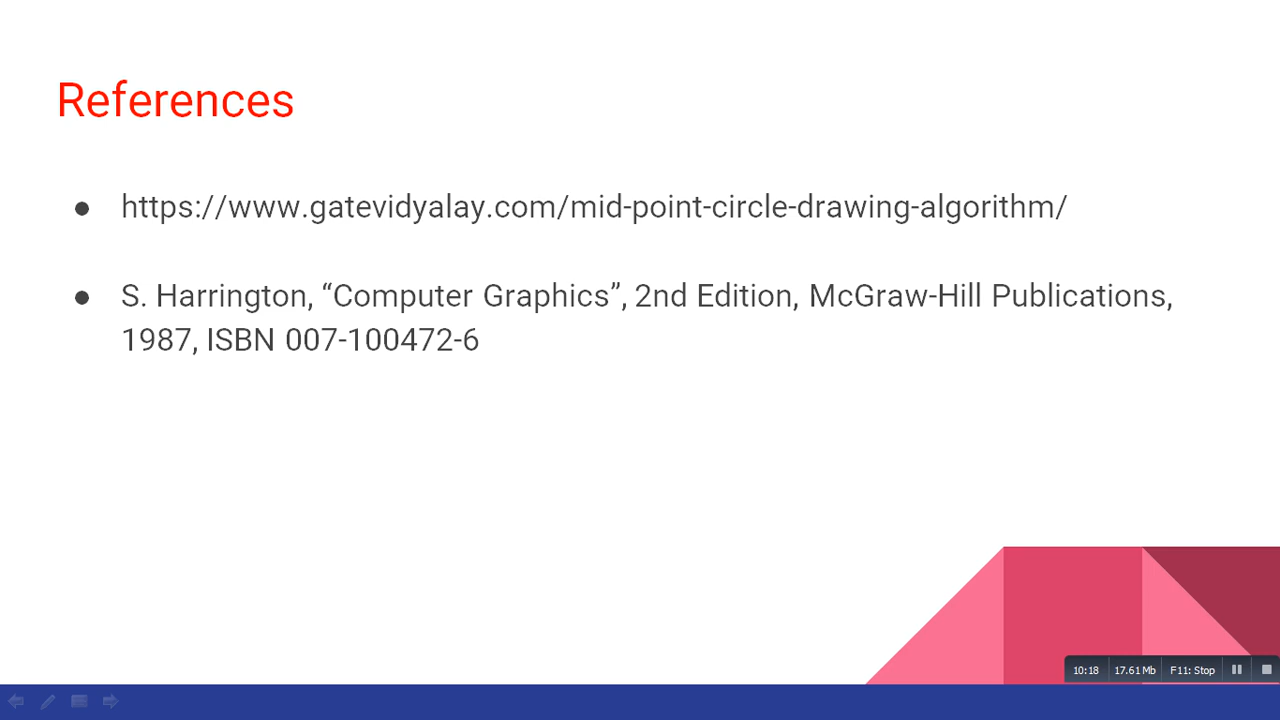 References
● https://www.gatevidyalay.com/mid-point-circle-drawing-algorithm/
● S. Harrington, “Computer Graphics”, 2nd Edition, McGraw-Hill Publications,
1987, ISBN 007-100472-6
10:18 17.61 Mb F11: Stop